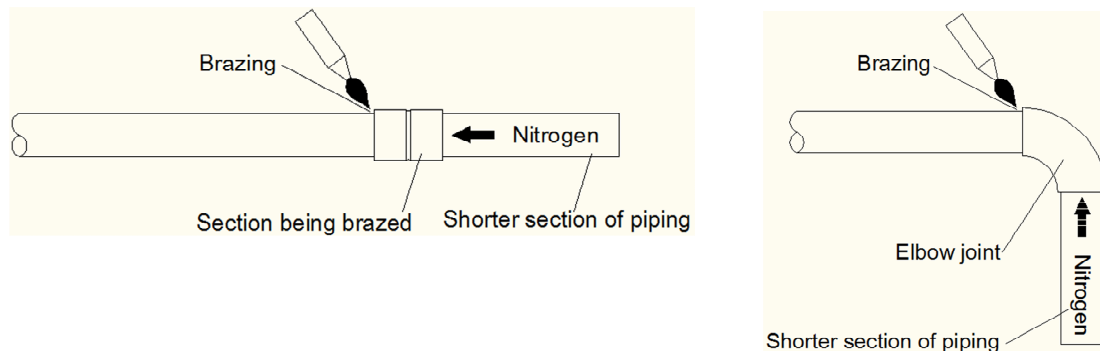 Brazing
Nitrogen
Section being brazed
Shorter section of piping
Brazing
Elbow joint
Nitrogen
Shorter section of piping